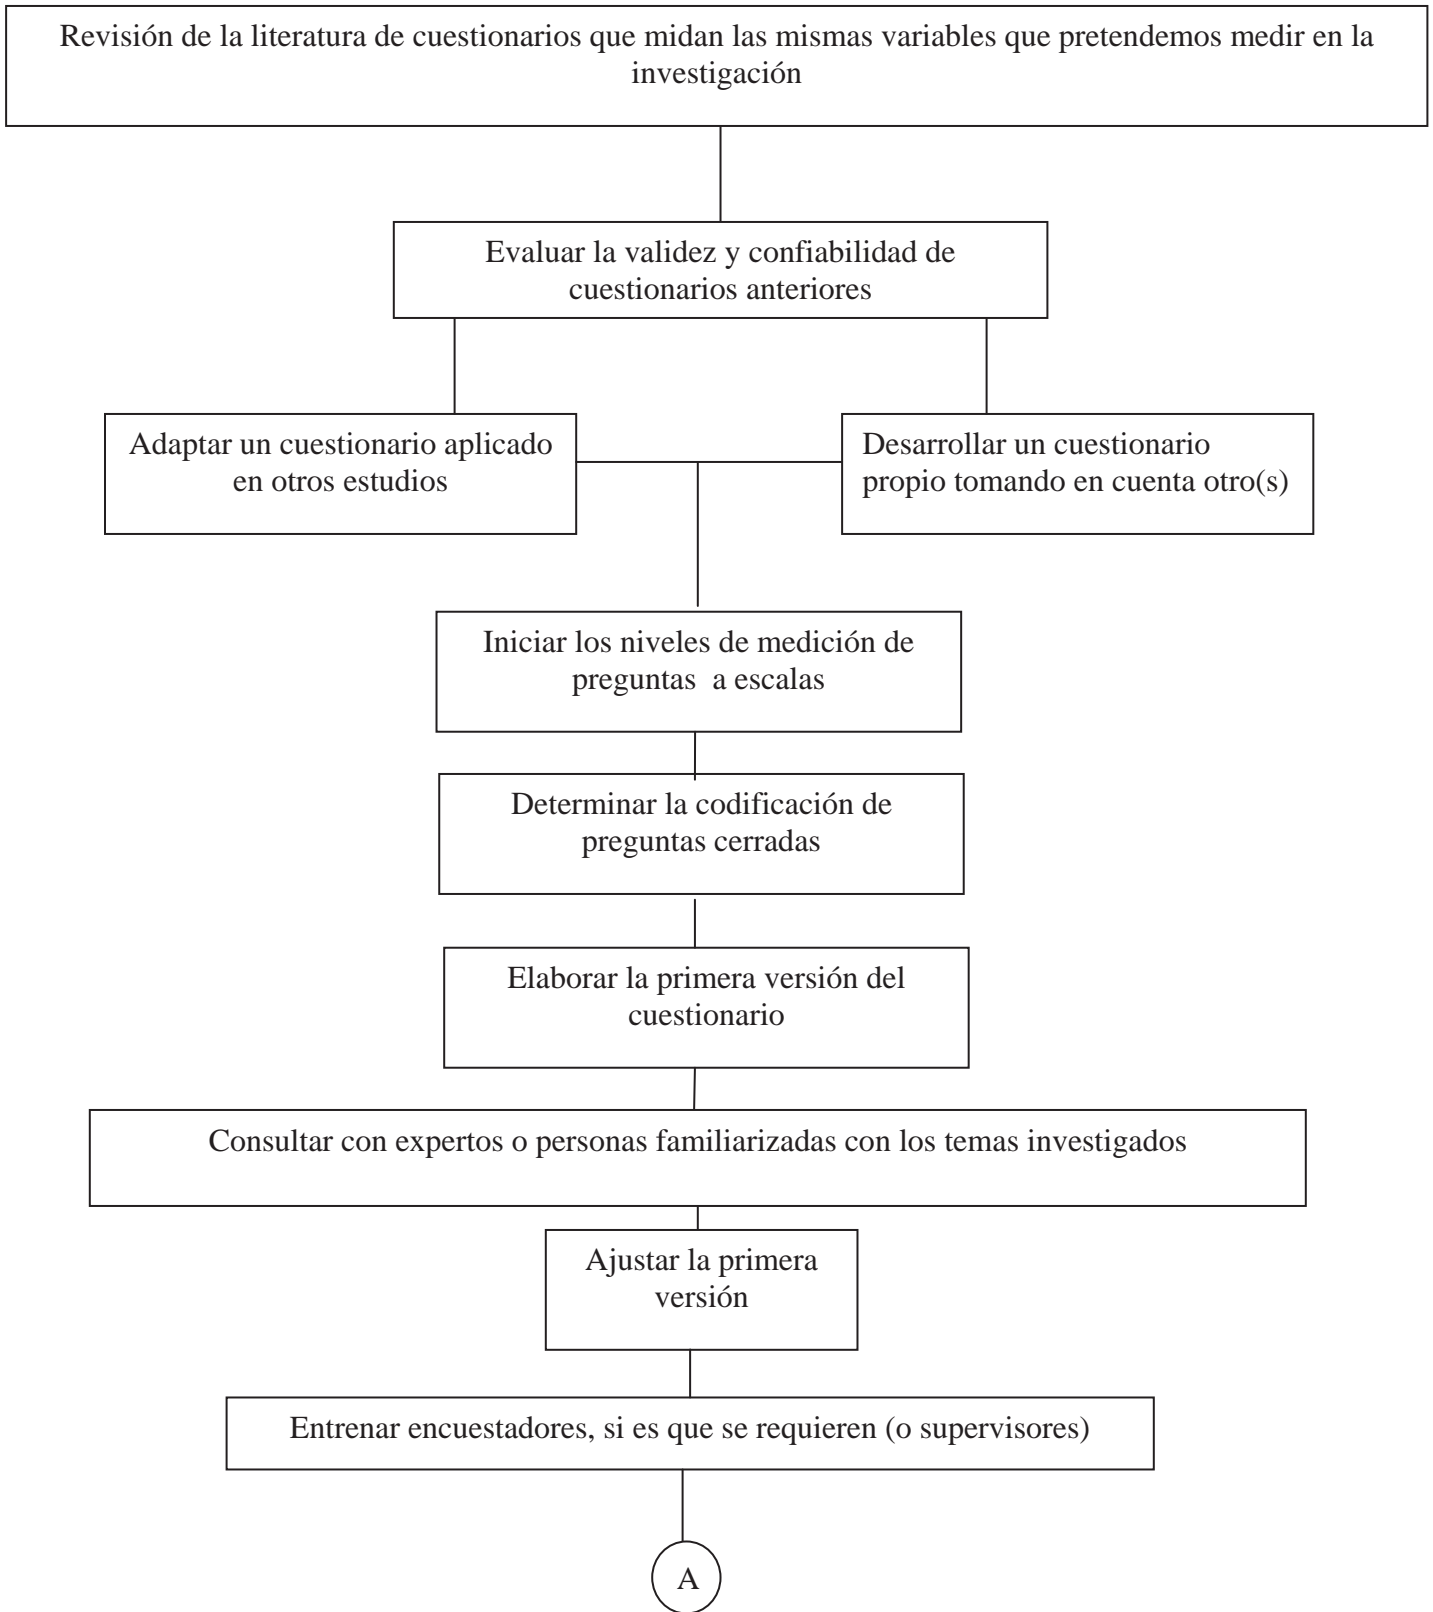 Revisión de la literatura de cuestionarios que midan las mismas variables que pretendemos medir en la
investigación
Evaluar la validez y confiabilidad de
cuestionarios anteriores
Adaptar un cuestionario aplicado
en otros estudios
Desarrollar un cuestionario
propio tomando en cuenta otro(s)
Iniciar los niveles de medición de
preguntas a escalas
Determinar la codificación de
preguntas cerradas
Elaborar la primera versión del
cuestionario
Consultar con expertos o personas familiarizadas con los temas investigados
Ajustar la primera
versión
Entrenar encuestadores, si es que se requieren (o supervisores)
A